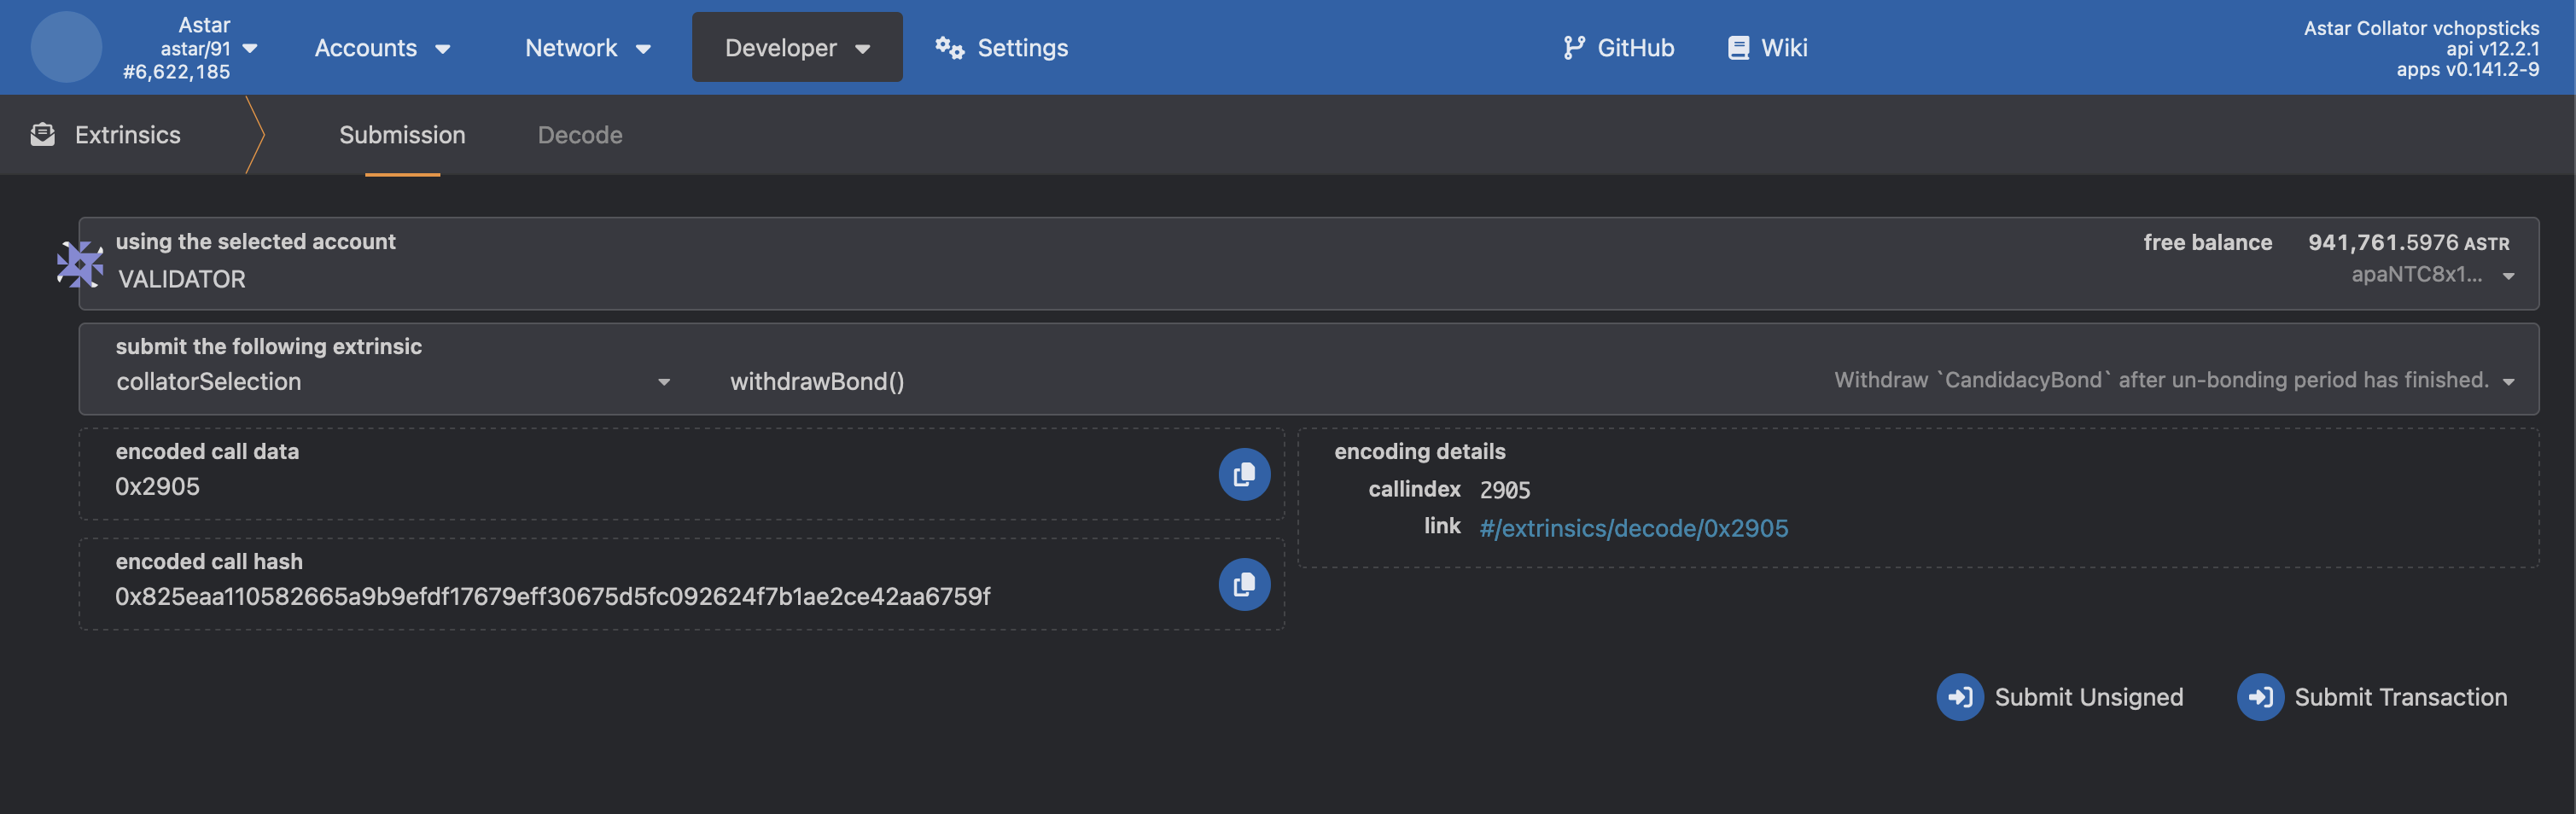 Astar
astar/91
#6,622,185
Accounts
Network
Developer
Settings
GitHub
Wiki
Astar Collator vchopsticks
api v12.2.1
apps v0.141.2-9
Extrinsics
Submission
Decode
using the selected account
VALIDATOR
free balance 941,761.5976 ASTR
apaNTC8x1...
submit the following extrinsic
collatorSelection
withdrawBond()
Withdraw `CandidacyBond` after un-bonding period has finished.
encoded call data
0x2905
encoding details
callindex 2905
link #/extrinsics/decode/0x2905
encoded call hash
0x825eaa110582665a9b9efdf17679eff30675d5fc092624f7b1ae2ce42aa6759f
Submit Unsigned
Submit Transaction